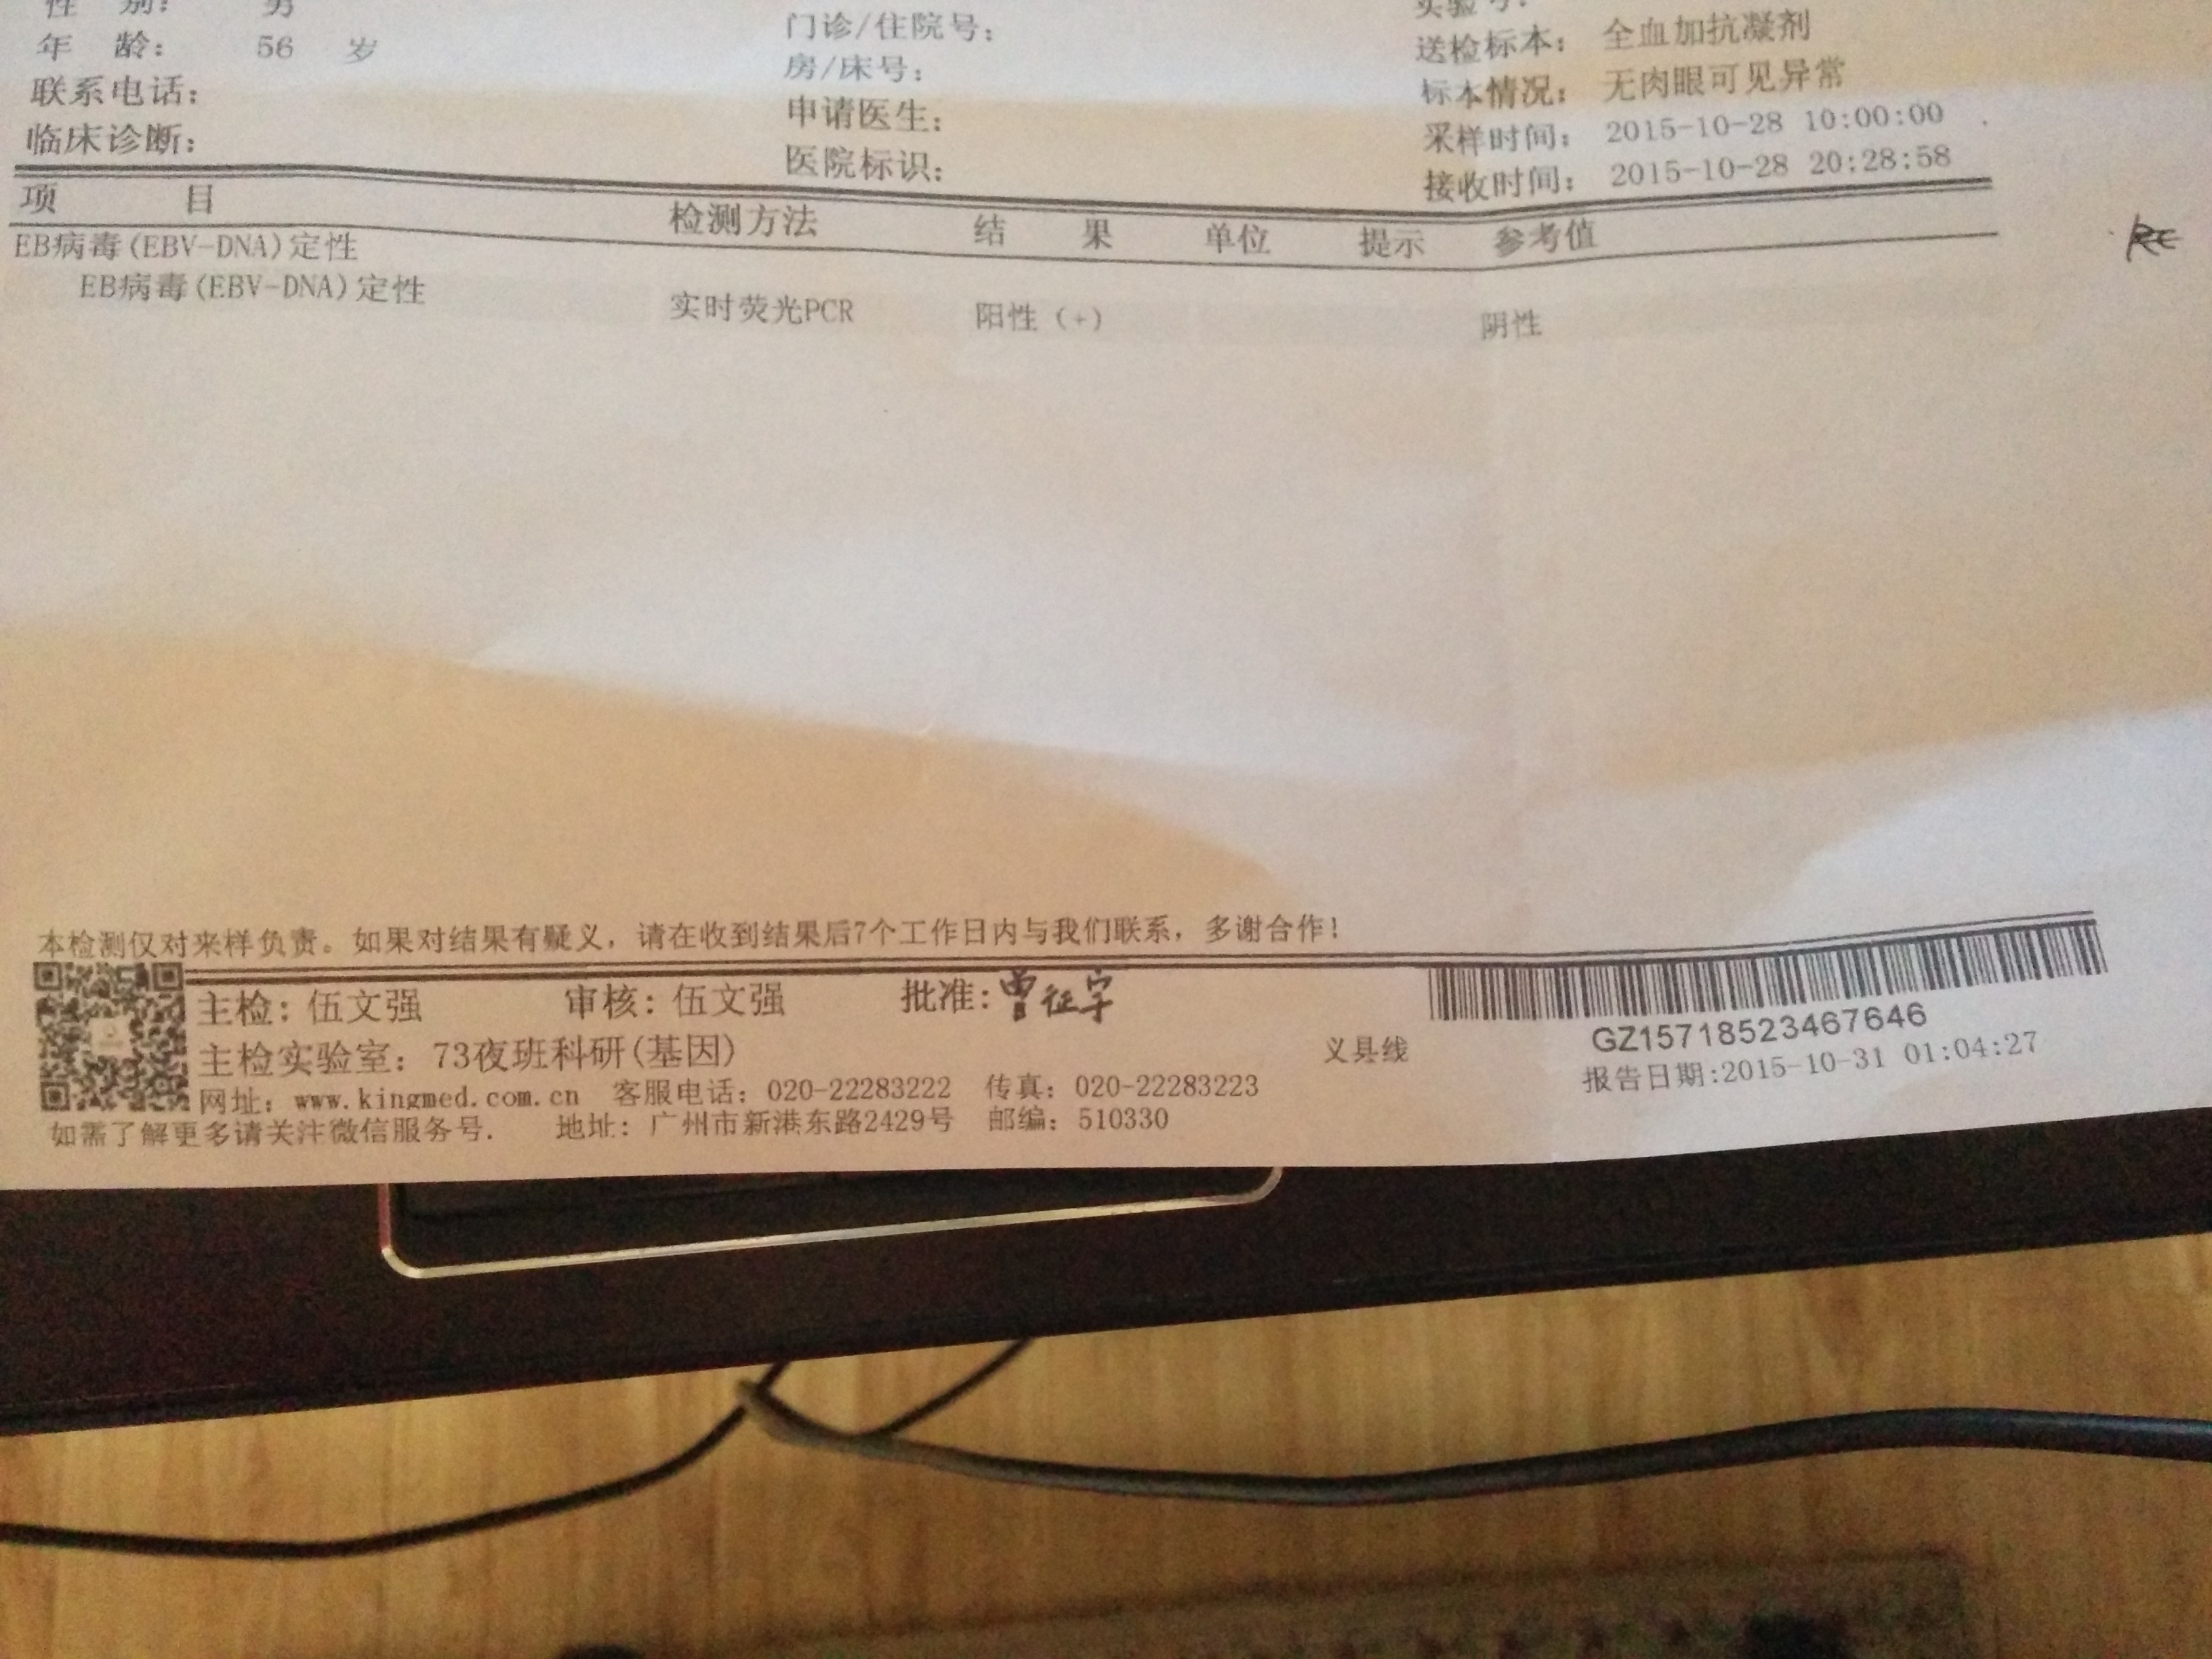 性 别： 男
年 龄： 56 岁
联系电话：
临床诊断：
门诊/住院号：
房/床号：
申请医生：
医院标识：
实验号：
送检标本： 全血加抗凝剂
标本情况： 无肉眼可见异常
采样时间： 2015-10-28 10:00:00
接收时间： 2015-10-28 20:28:58
项 目 检测方法 结 果 单位 提示 参考值
EB病毒(EBV-DNA)定性
EB病毒(EBV-DNA)定性 实时荧光PCR 阳性（+） 阴性
本检测仅对来样负责。如果对结果有疑义，请在收到结果后7个工作日内与我们联系，多谢合作！
主检：伍文强 审核：伍文强 批准：曾征宇
主检实验室：73夜班科研(基因) 义县线
GZ15718523467646
报告日期:2015-10-31 01:04:27
网址：www.kingmed.com.cn 客服电话：020-22283222 传真：020-22283223
如需了解更多请关注微信服务号. 地址：广州市新港东路2429号 邮编：510330